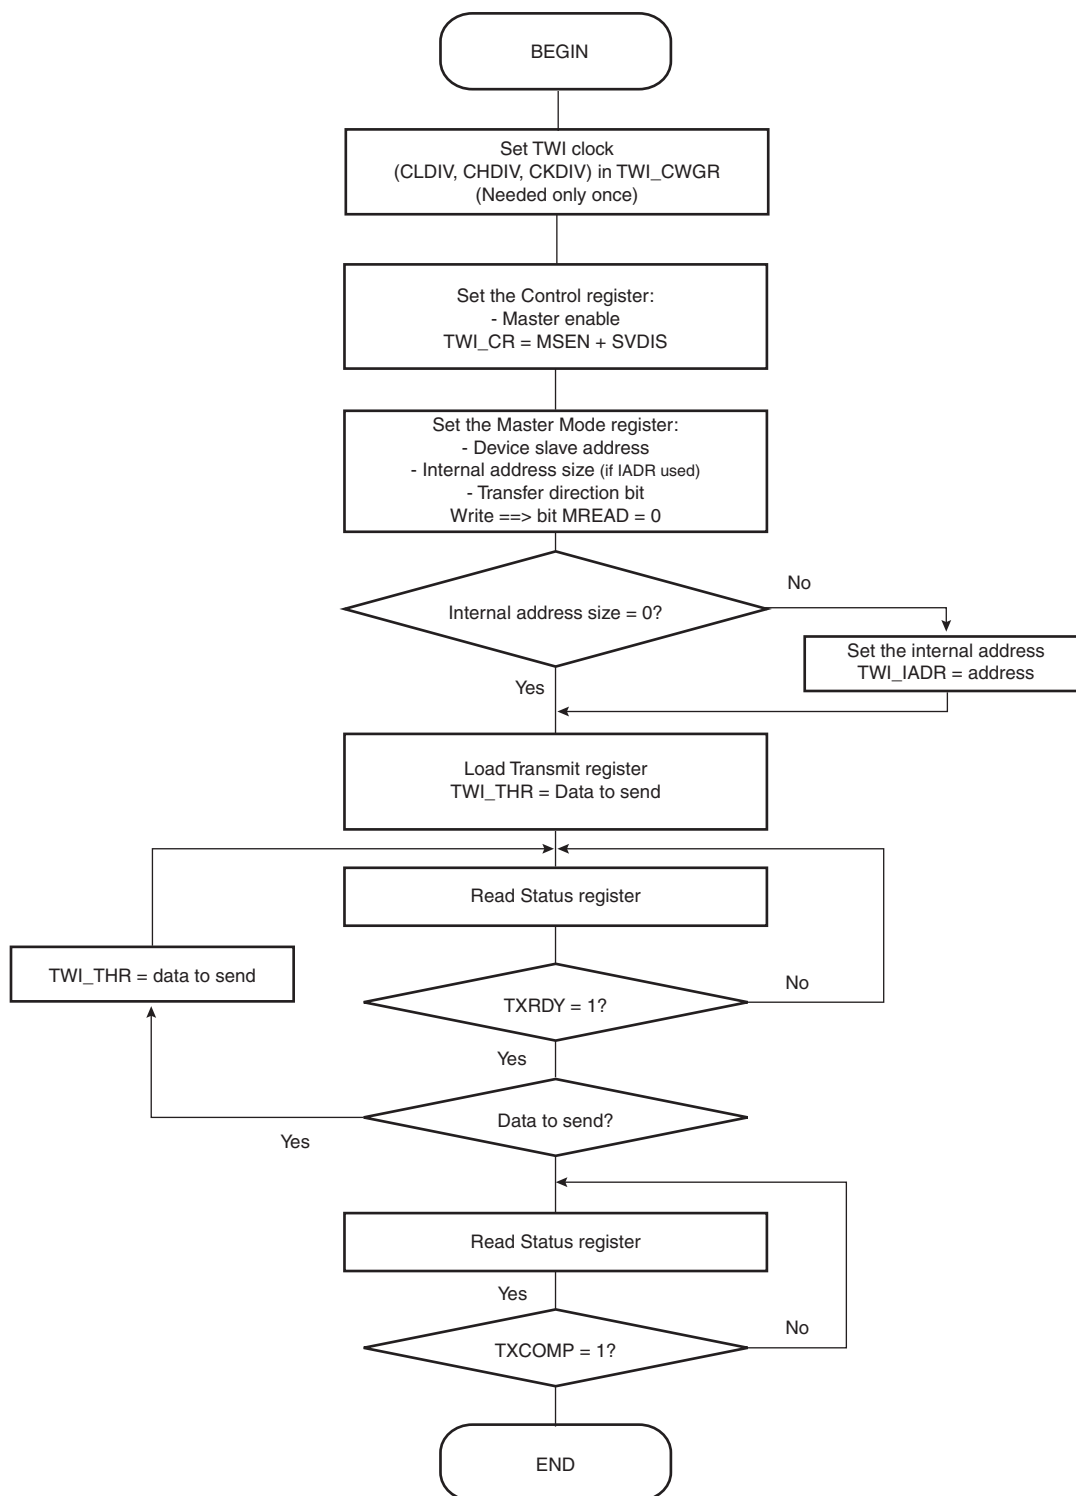 BEGIN
Set TWI clock
(CLDIV, CHDIV, CKDIV) in TWI_CWGR
(Needed only once)
Set the Control register:
- Master enable
TWI_CR = MSEN + SVDIS
Set the Master Mode register:
- Device slave address
- Internal address size (if IADR used)
- Transfer direction bit
Write ==> bit MREAD = 0
No
Internal address size = 0?
Set the internal address
TWI_IADR = address
Yes
Load Transmit register
TWI_THR = Data to send
Read Status register
TWI_THR = data to send
No
TXRDY = 1?
Yes
Data to send?
Yes
Read Status register
Yes
No
TXCOMP = 1?
END